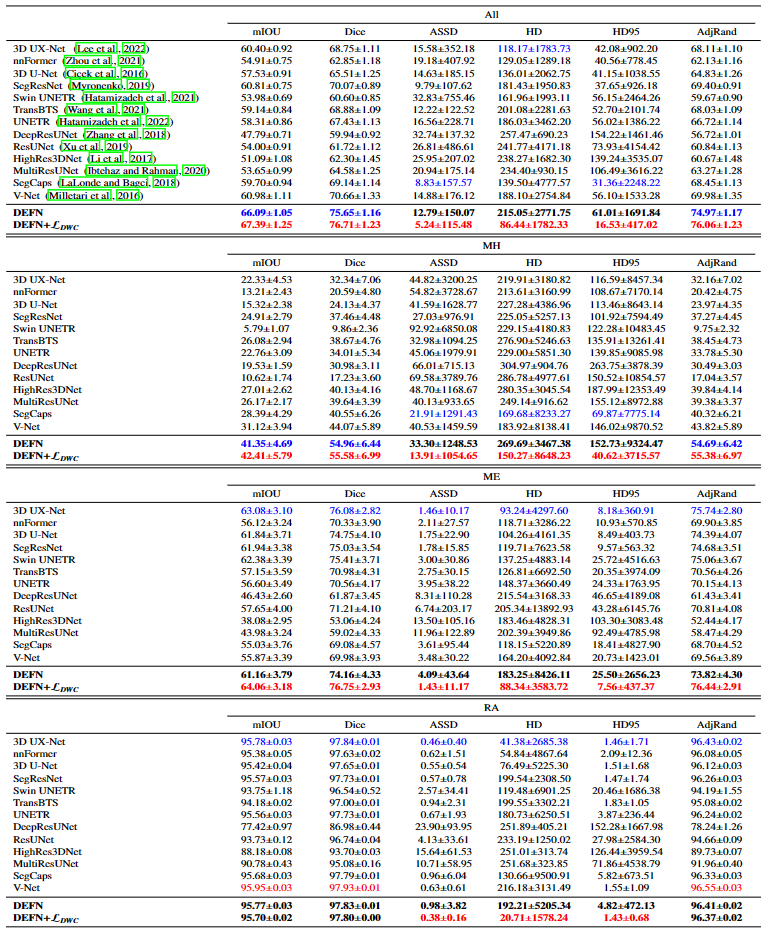 All
mIOU Dice ASSD HD HD95 AdjRand
3D UX-Net (Lee et al., 2022) 60.40±0.92 68.75±1.11 15.58±352.18 118.17±1783.73 42.08±902.20 68.11±1.10
nnFormer (Zhou et al., 2021) 54.91±0.75 62.85±1.18 19.18±407.92 129.05±1289.18 40.56±778.45 62.13±1.16
3D U-Net (Cicek et al., 2016) 57.53±0.91 65.51±1.25 14.63±185.15 136.01±2062.75 41.15±1038.55 64.83±1.26
SegResNet (Myronenko, 2019) 60.81±0.75 70.07±0.89 9.79±107.62 181.43±1950.83 37.65±926.18 69.40±0.91
Swin UNETR (Hatamizadeh et al., 2021) 53.98±0.69 60.60±0.85 32.83±755.46 161.96±1993.11 56.15±2464.26 59.67±0.90
TransBTS (Wang et al., 2021) 59.14±0.84 68.88±1.09 12.22±122.52 201.08±2281.63 52.70±2101.74 68.03±1.09
UNETR (Hatamizadeh et al., 2022) 58.31±0.86 67.43±1.13 16.56±228.71 186.03±3462.20 56.02±1386.22 66.72±1.14
DeepResUNet (Zhang et al., 2018) 47.79±0.71 59.94±0.92 32.74±137.32 257.47±690.23 154.22±1461.46 56.72±1.01
ResUNet (Xu et al., 2019) 54.00±0.91 61.72±1.12 26.81±486.61 241.77±4171.18 73.93±4154.42 60.84±1.13
HighRes3DNet (Li et al., 2017) 51.09±1.08 62.30±1.45 25.95±207.02 238.27±1682.30 139.24±3535.07 60.67±1.48
MultiResUNet (Ibtehaz and Rahman, 2020) 53.65±0.99 64.58±1.25 20.94±175.14 234.40±930.15 106.49±3616.22 63.27±1.28
SegCaps (LaLonde and Bagci, 2018) 59.70±0.94 69.14±1.14 8.83±157.57 139.50±4777.57 31.36±2248.22 68.45±1.13
V-Net (Milletari et al., 2016) 60.98±1.11 70.66±1.33 14.88±176.12 188.10±2754.84 56.10±1533.28 69.98±1.35
DEFN 66.09±1.05 75.65±1.16 12.79±150.07 215.05±2771.75 61.01±1691.84 74.97±1.17
DEFN+ℒDWC 67.39±1.25 76.71±1.23 5.24±115.48 86.44±1782.33 16.53±417.02 76.06±1.23
MH
mIOU Dice ASSD HD HD95 AdjRand
3D UX-Net 22.33±4.53 32.34±7.06 44.82±3200.25 219.91±3180.82 116.59±8457.34 32.16±7.02
nnFormer 13.21±2.43 20.59±4.80 54.82±3728.67 213.61±3160.99 108.67±7170.14 20.42±4.75
3D U-Net 15.32±2.38 24.13±4.37 41.59±1628.77 227.28±4386.96 113.46±8643.14 23.97±4.35
SegResNet 24.91±2.79 37.46±4.48 27.03±976.91 225.05±5257.13 101.92±7594.49 37.27±4.45
Swin UNETR 5.79±1.07 9.86±2.36 92.92±6850.08 229.15±4180.83 122.28±10483.45 9.75±2.32
TransBTS 26.08±2.94 38.67±4.76 32.98±1094.25 276.90±5246.63 135.91±13261.41 38.45±4.73
UNETR 22.76±3.09 34.01±5.34 45.06±1979.91 229.00±5851.30 139.85±9085.98 33.78±5.30
DeepResUNet 19.53±1.59 30.98±3.11 66.01±715.13 304.97±904.76 263.75±3878.39 30.49±3.03
ResUNet 10.62±1.74 17.23±3.60 69.58±3789.76 286.78±4977.61 150.52±10854.57 17.04±3.57
HighRes3DNet 27.01±2.62 40.13±4.16 48.70±1168.67 280.35±3045.54 187.99±12353.49 39.84±4.14
MultiResUNet 26.17±2.17 39.64±3.39 40.13±933.65 249.14±916.62 155.12±8972.88 39.38±3.37
SegCaps 28.39±4.29 40.55±6.26 21.91±1291.43 169.68±8233.27 69.87±7775.14 40.32±6.21
V-Net 31.12±3.94 44.07±5.89 40.53±1459.59 183.92±8138.41 146.02±9870.52 43.82±5.89
DEFN 41.35±4.69 54.96±6.44 33.30±1248.53 269.69±3467.38 152.73±9324.47 54.69±6.42
DEFN+ℒDWC 42.41±5.79 55.58±6.99 13.91±1054.65 150.27±8648.23 40.62±3715.57 55.38±6.97
ME
mIOU Dice ASSD HD HD95 AdjRand
3D UX-Net 63.08±3.10 76.08±2.82 1.46±10.17 93.24±4297.60 8.18±360.91 75.74±2.80
nnFormer 56.12±3.24 70.33±3.90 2.11±27.57 118.71±3286.22 10.93±570.85 69.90±3.85
3D U-Net 61.84±3.71 74.75±4.10 1.75±22.90 104.26±4161.35 8.49±403.73 74.39±4.07
SegResNet 61.94±3.38 75.03±3.54 1.78±15.85 119.71±7623.58 9.57±563.32 74.68±3.51
Swin UNETR 62.38±3.39 75.41±3.71 3.00±30.86 137.25±4883.14 25.72±4516.63 75.06±3.67
TransBTS 57.15±3.59 70.98±4.31 2.75±30.15 126.81±6692.50 20.35±3974.09 70.56±4.26
UNETR 56.60±3.49 70.56±4.17 3.95±38.22 148.37±3660.49 24.33±1763.95 70.15±4.13
DeepResUNet 46.43±2.60 61.87±3.45 8.31±110.28 215.54±3168.33 46.65±4189.08 61.43±3.41
ResUNet 57.65±4.00 71.21±4.10 6.74±203.17 205.34±13892.93 43.28±6145.76 70.81±4.08
HighRes3DNet 38.08±2.95 53.06±4.24 13.50±105.16 183.46±4828.31 103.30±3083.48 52.44±4.17
MultiResUNet 43.98±3.24 59.02±4.33 11.96±122.89 202.39±3949.86 92.49±4785.98 58.47±4.29
SegCaps 55.03±3.76 69.08±4.57 3.61±95.44 118.15±5220.89 18.41±4827.90 68.70±4.52
V-Net 55.87±3.39 69.98±3.93 3.48±30.22 164.20±4092.84 20.73±1423.01 69.56±3.89
DEFN 61.16±3.79 74.16±4.33 4.09±43.64 183.25±8426.11 25.50±2656.23 73.82±4.30
DEFN+ℒDWC 64.06±3.18 76.75±2.93 1.43±11.17 88.34±3583.72 7.56±437.37 76.44±2.91
RA
mIOU Dice ASSD HD HD95 AdjRand
3D UX-Net 95.78±0.03 97.84±0.01 0.46±0.40 41.38±2685.38 1.46±1.71 96.43±0.02
nnFormer 95.38±0.05 97.63±0.02 0.62±1.51 54.84±4867.64 2.09±12.36 96.08±0.05
3D U-Net 95.42±0.04 97.65±0.01 0.55±0.54 76.49±5225.30 1.51±1.68 96.12±0.03
SegResNet 95.57±0.03 97.73±0.01 0.57±0.78 199.54±2308.50 1.47±1.74 96.26±0.03
Swin UNETR 93.75±1.18 96.54±0.52 2.57±34.41 119.48±6901.25 20.46±1686.38 94.19±1.55
TransBTS 94.18±0.02 97.00±0.01 0.94±2.31 199.55±3302.21 1.83±1.05 95.08±0.02
UNETR 95.56±0.03 97.73±0.01 0.67±1.93 180.73±6250.51 3.87±236.44 96.24±0.02
DeepResUNet 77.42±0.97 86.98±0.44 23.90±93.95 251.89±405.21 152.28±1667.98 78.24±1.26
ResUNet 93.73±0.12 96.74±0.04 4.13±33.61 233.19±1250.02 27.98±2584.30 94.66±0.09
HighRes3DNet 88.18±0.08 93.70±0.03 15.64±61.53 251.01±313.74 126.44±3959.54 89.73±0.07
MultiResUNet 90.78±0.43 95.08±0.16 10.71±58.95 251.68±323.85 71.86±4538.79 91.96±0.40
SegCaps 95.68±0.03 97.79±0.01 0.96±6.04 130.66±9500.91 5.82±673.51 96.33±0.03
V-Net 95.95±0.03 97.93±0.01 0.63±0.61 216.18±3131.49 1.55±1.09 96.55±0.03
DEFN 95.77±0.03 97.83±0.01 0.98±3.82 192.21±5205.34 4.82±472.13 96.41±0.02
DEFN+ℒDWC 95.70±0.02 97.80±0.00 0.38±0.16 20.71±1578.24 1.43±0.68 96.37±0.02